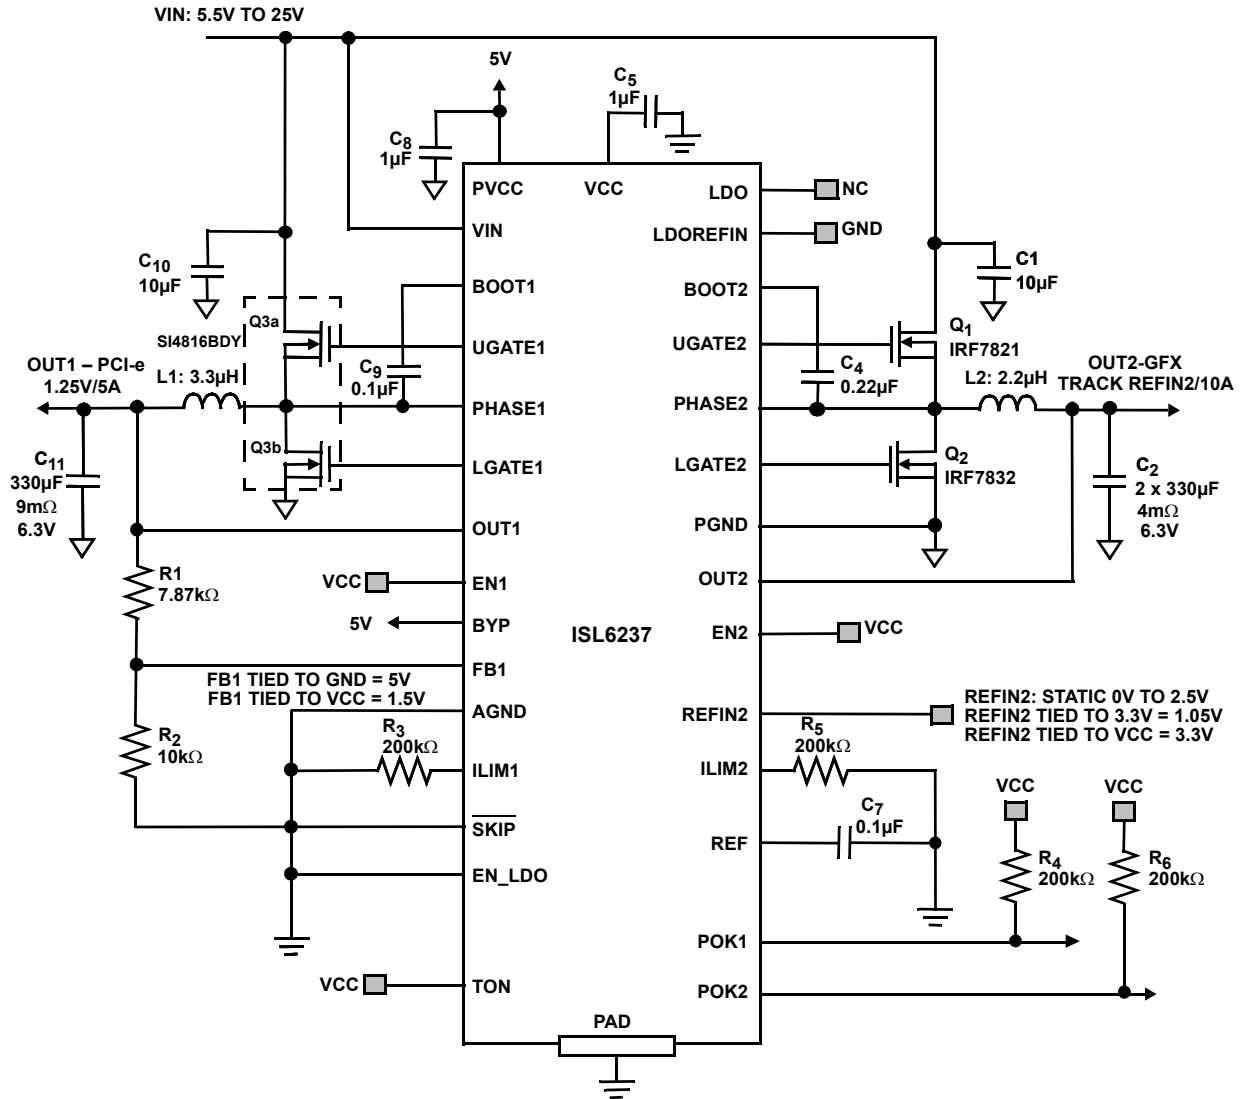 VIN: 5.5V TO 25V
5V
C5
1µF
C8
1µF
PVCC
VCC
LDO
NC
VIN
LDOREFIN
GND
C10
10µF
BOOT1
BOOT2
C1
10µF
Q3a
SI4816BDY
UGATE1
UGATE2
Q1
IRF7821
OUT1 – PCI-e
1.25V/5A
L1: 3.3µH
C9
0.1µF
C4
0.22µF
L2: 2.2µH
OUT2-GFX
TRACK REFIN2/10A
PHASE1
PHASE2
Q3b
LGATE1
LGATE2
Q2
IRF7832
C11
330µF
9mΩ
6.3V
C2
2 x 330µF
4mΩ
6.3V
OUT1
PGND
R1
7.87kΩ
VCC
EN1
OUT2
5V
BYP
ISL6237
EN2
VCC
FB1
FB1 TIED TO GND = 5V
FB1 TIED TO VCC = 1.5V
AGND
REFIN2
REFIN2: STATIC 0V TO 2.5V
REFIN2 TIED TO 3.3V = 1.05V
REFIN2 TIED TO VCC = 3.3V
R2
10kΩ
R3
200kΩ
ILIM1
ILIM2
R5
200kΩ
VCC
VCC
SKIP
REF
C7
0.1µF
R4
200kΩ
R6
200kΩ
EN_LDO
POK1
VCC
TON
POK2
PAD